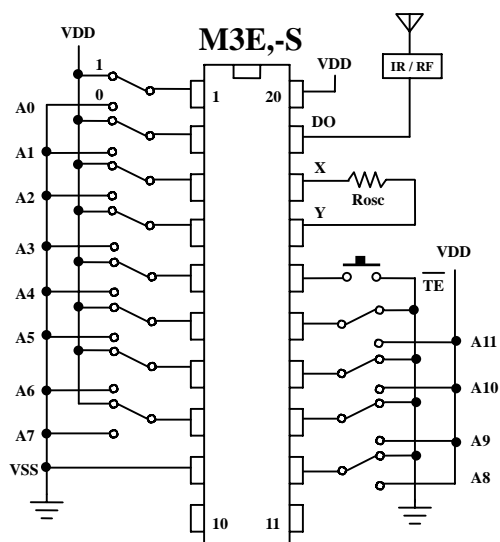 VDD
M3E,-S
IR / RF
1
0
1
20
VDD
A0
DO
A1
X
Rosc
A2
Y
A3
VDD
TE
A4
A5
A11
A6
A10
A7
A9
VSS
A8
10
11